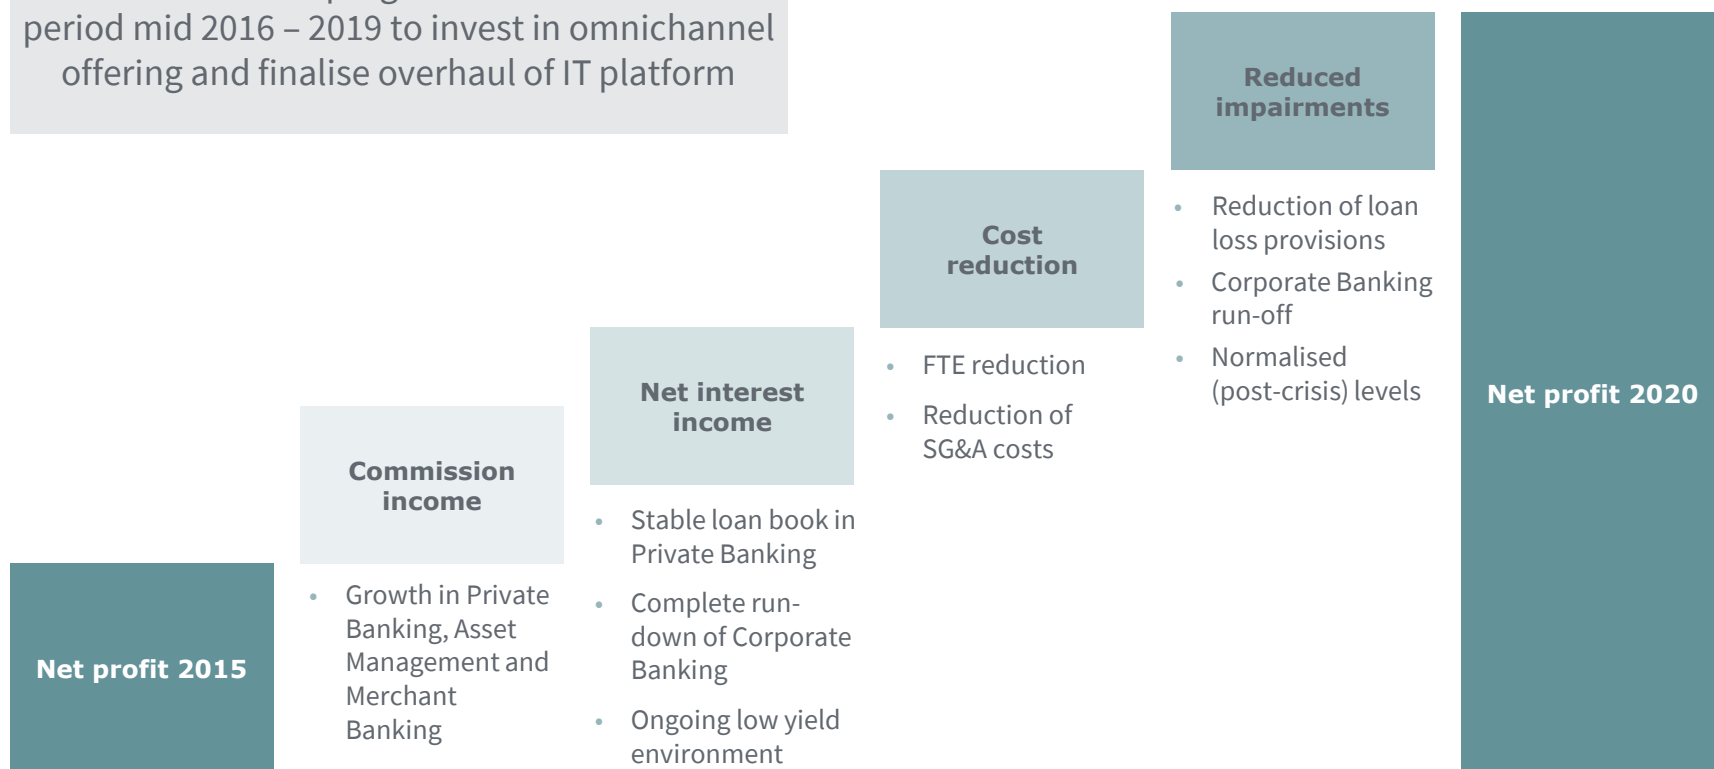 period mid 2016 – 2019 to invest in omnichannel
offering and finalise overhaul of IT platform
Net profit 2015
Commission
income
• Growth in Private
Banking, Asset
Management and
Merchant
Banking
Net interest
income
• Stable loan book in
Private Banking
• Complete run-
down of Corporate
Banking
• Ongoing low yield
environment
Cost
reduction
• FTE reduction
• Reduction of
SG&A costs
Reduced
impairments
• Reduction of loan
loss provisions
• Corporate Banking
run-off
• Normalised
(post-crisis) levels
Net profit 2020